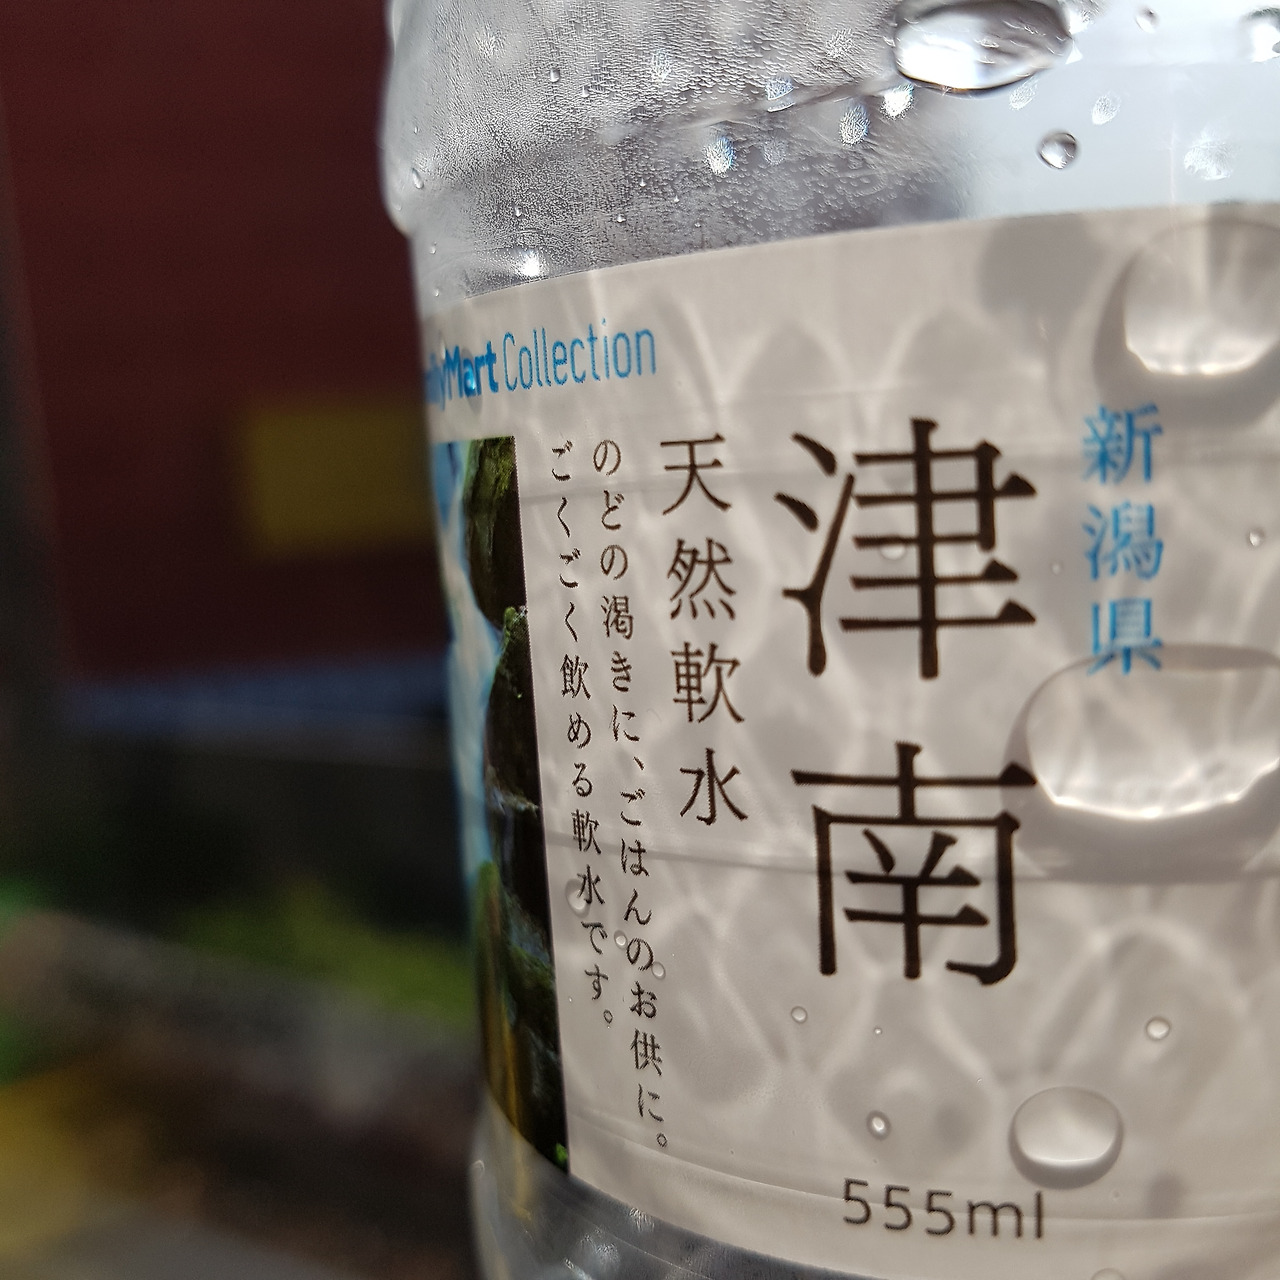 FamilyMart Collection
新潟県
津南
天然軟水
のどの渇きに、ごはんのお供に。
ごくごく飲める軟水です。
555ml